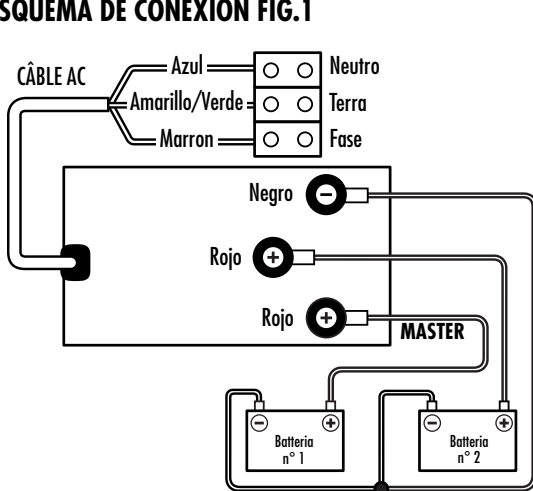 SQUEMA DE CONEXION FIG.1
CÂBLE AC
Azul
Neutro
Amarillo/Verde
Terra
Marron
Fase
Negro
−
Rojo
+
Rojo
+
MASTER
− +
Batteria
n° 1
− +
Batteria
n° 2